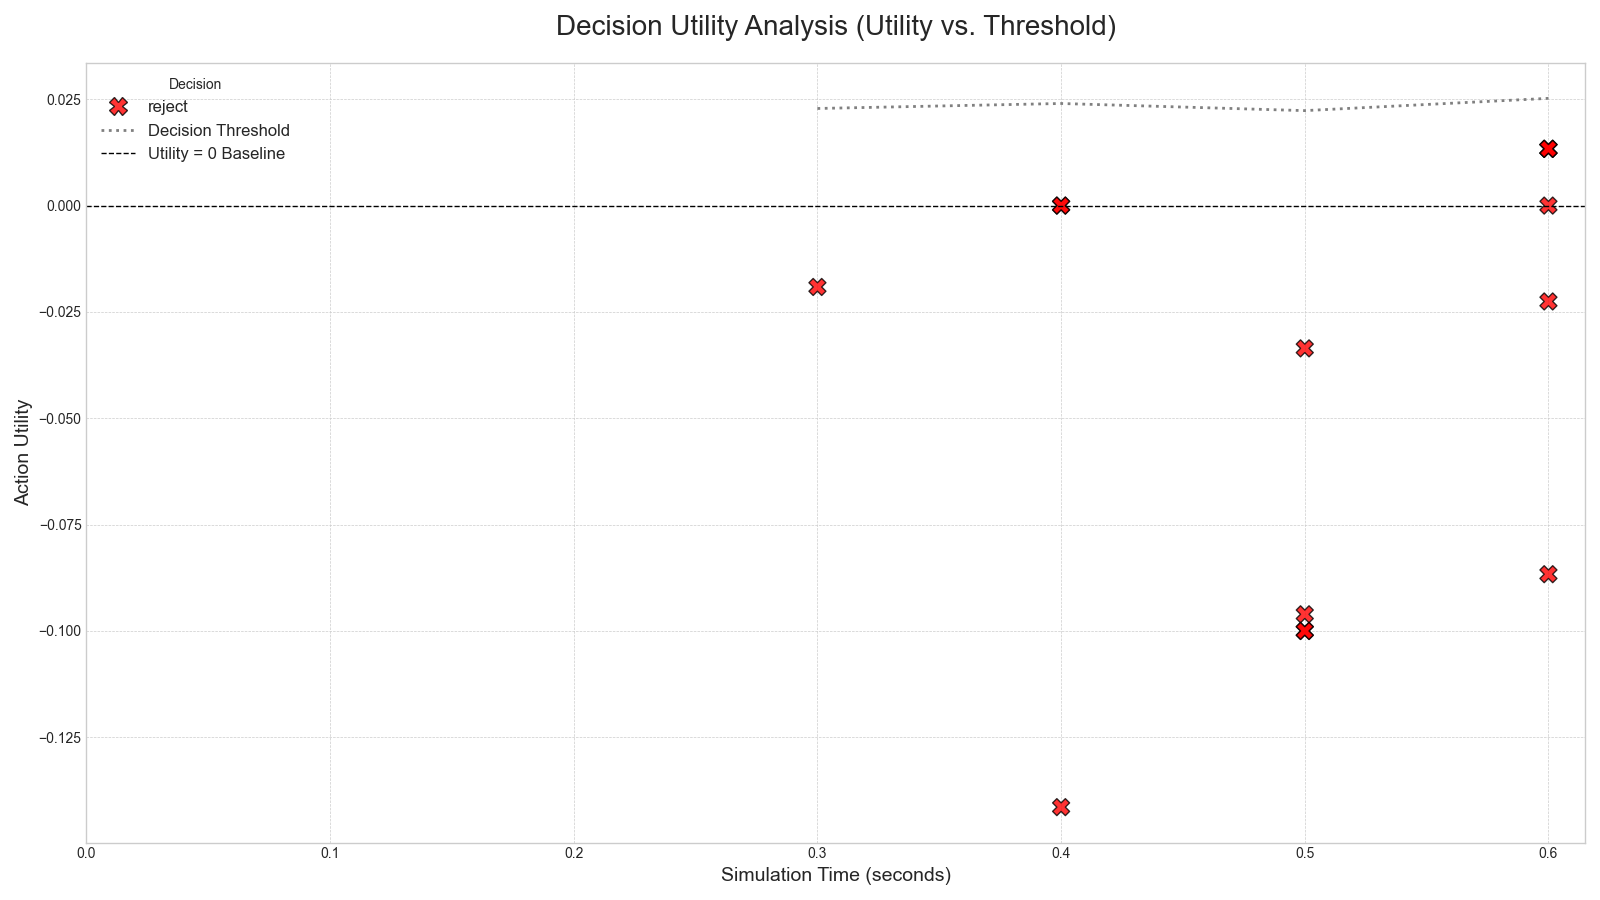 Decision Utility Analysis (Utility vs. Threshold)
Decision
reject
Decision Threshold
Utility = 0 Baseline
Action Utility
0.025
0.000
−0.025
−0.050
−0.075
−0.100
−0.125
0.0 0.1 0.2 0.3 0.4 0.5 0.6
Simulation Time (seconds)